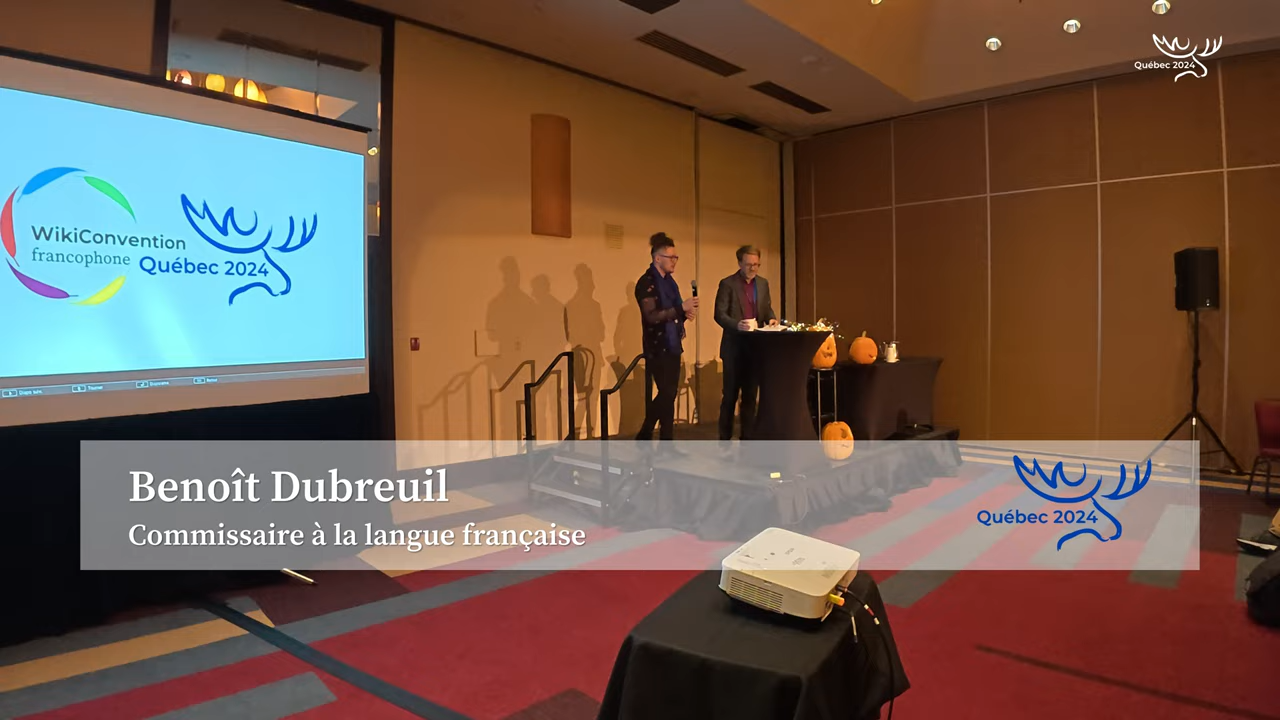 Québec 2024
WikiConvention
francophone
Québec 2024
Benoît Dubreuil
Commissaire à la langue française
Québec 2024